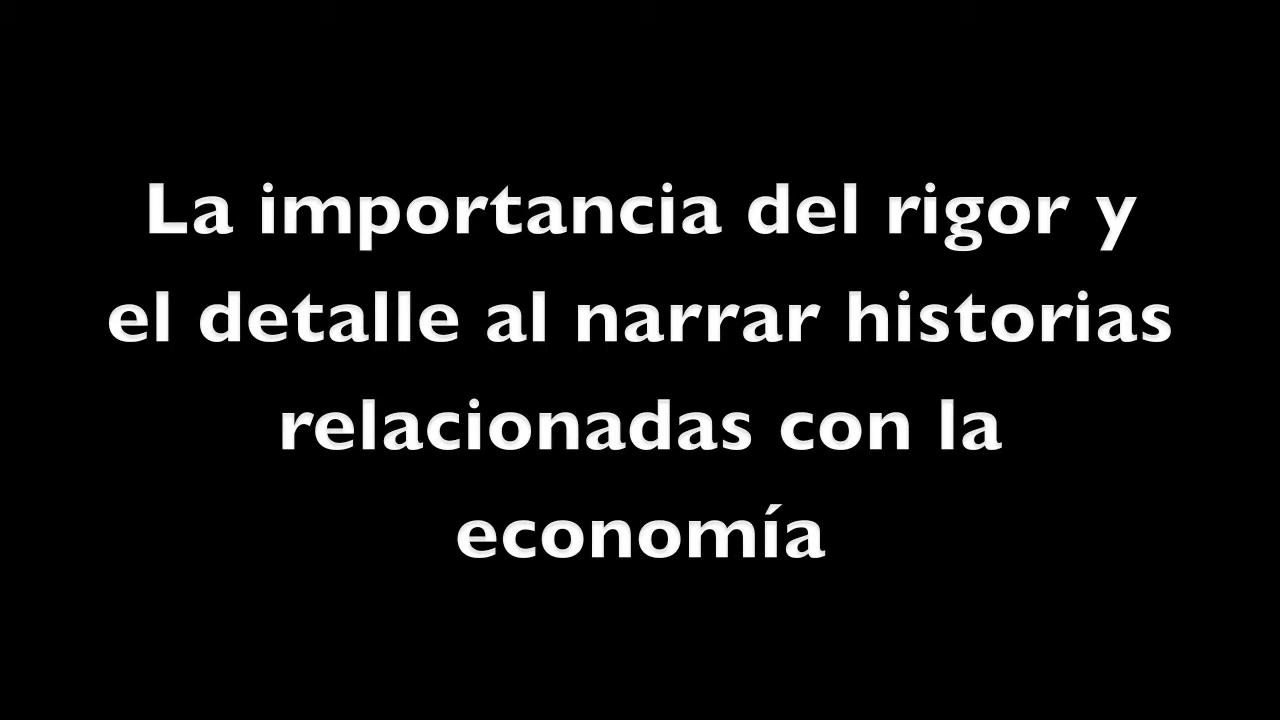 La importancia del rigor y
el detalle al narrar historias
relacionadas con la
economía